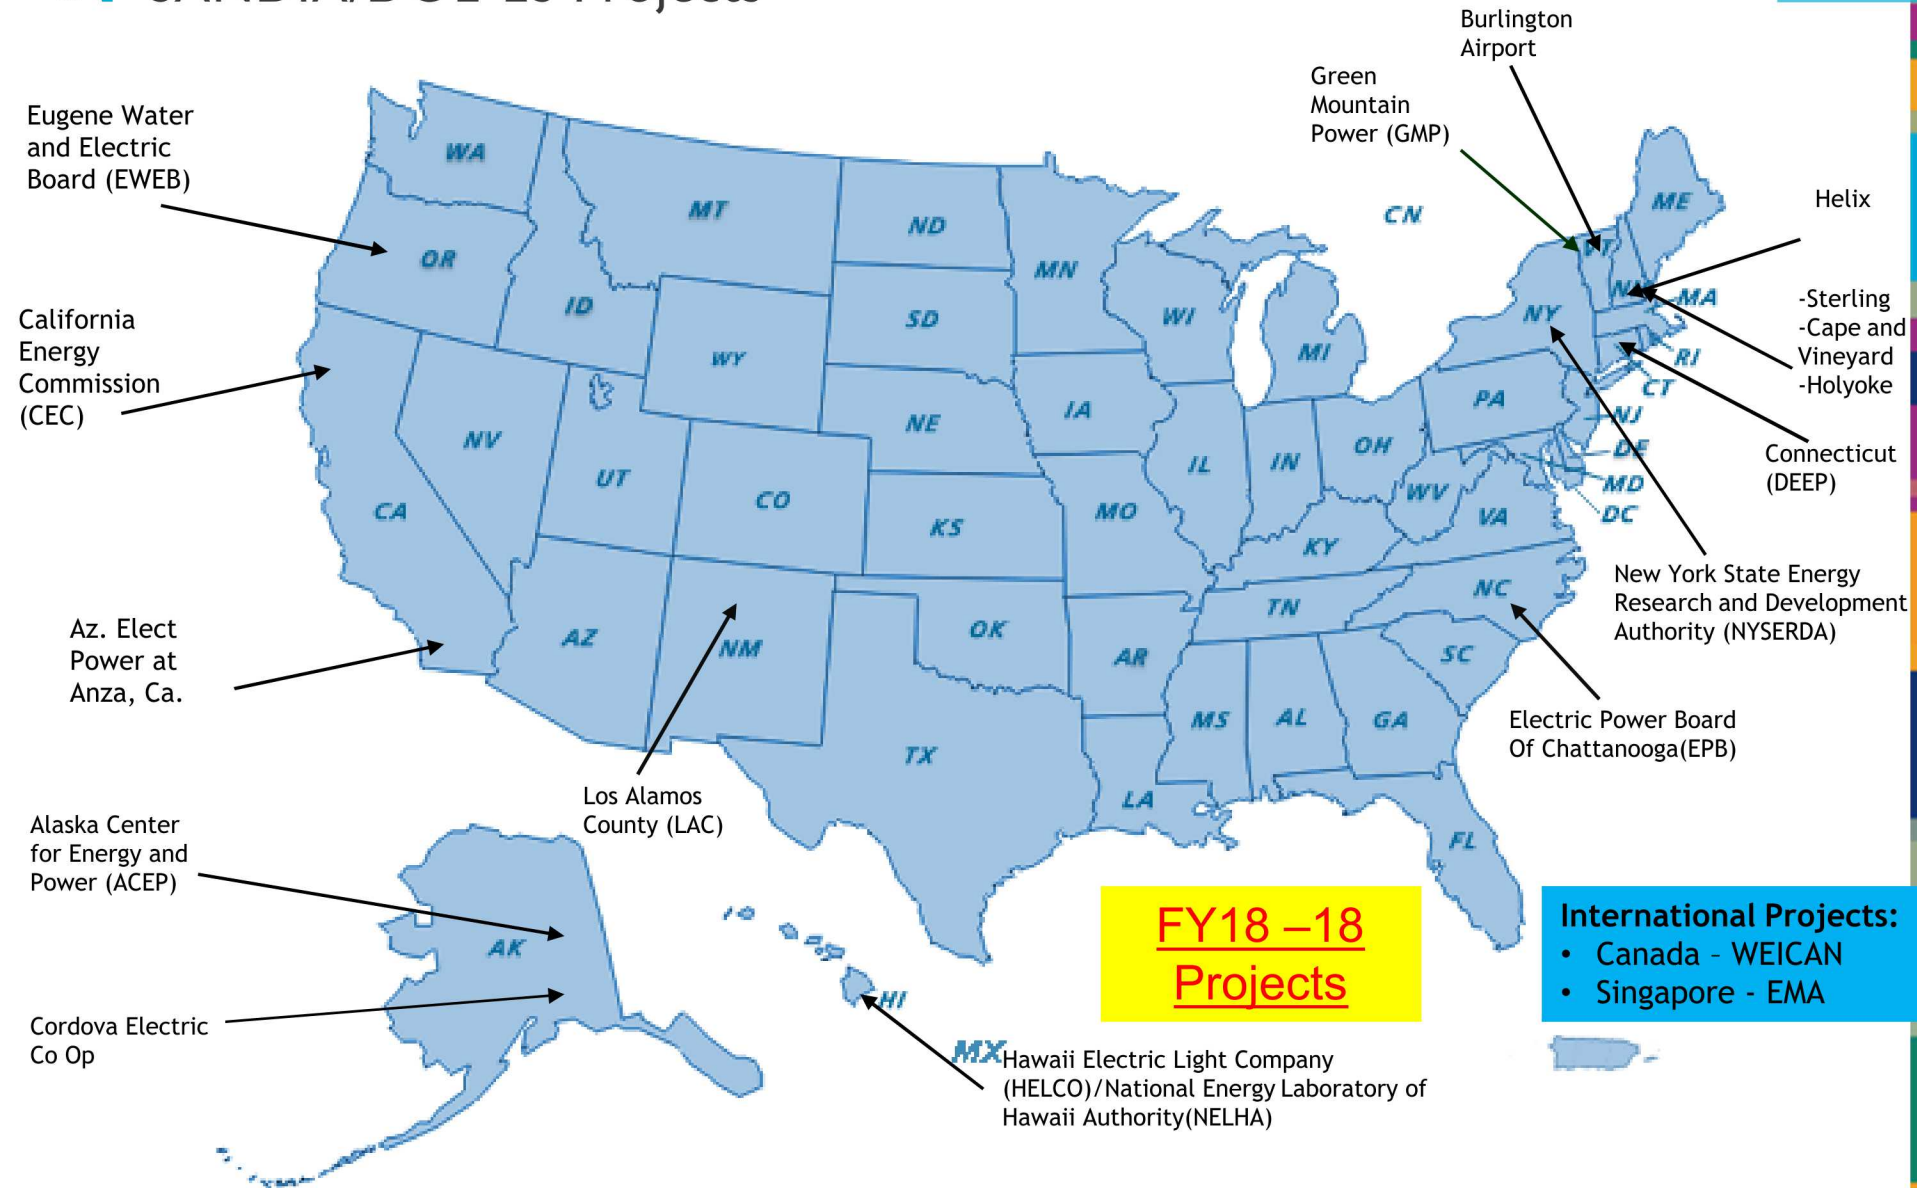 SANDIA/DOE ES Projects
Burlington
Airport
Green
Mountain
Power (GMP)
Eugene Water
and Electric
Board (EWEB)
Helix
California
Energy
Commission
(CEC)
-Sterling
-Cape and
Vineyard
-Holyoke
Connecticut
(DEEP)
New York State Energy
Research and Development
Authority (NYSERDA)
Az. Elect
Power at
Anza, Ca.
Electric Power Board
Of Chattanooga(EPB)
Los Alamos
County (LAC)
Alaska Center
for Energy and
Power (ACEP)
Cordova Electric
Co Op
Hawaii Electric Light Company
(HELCO)/National Energy Laboratory of
Hawaii Authority(NELHA)
FY18 –18
Projects
International Projects:
• Canada – WEICAN
• Singapore - EMA
WA
MT
ND
MN
OR
ID
SD
WI
WY
MI
CN
ME
VT
NH
MA
NY
RI
CT
NJ
PA
DE
MD
DC
IA
NE
NV
UT
CO
IL
IN
OH
WV
VA
CA
KS
MO
KY
NC
TN
AZ
NM
OK
AR
SC
MS
AL
GA
TX
LA
FL
AK
HI
MX